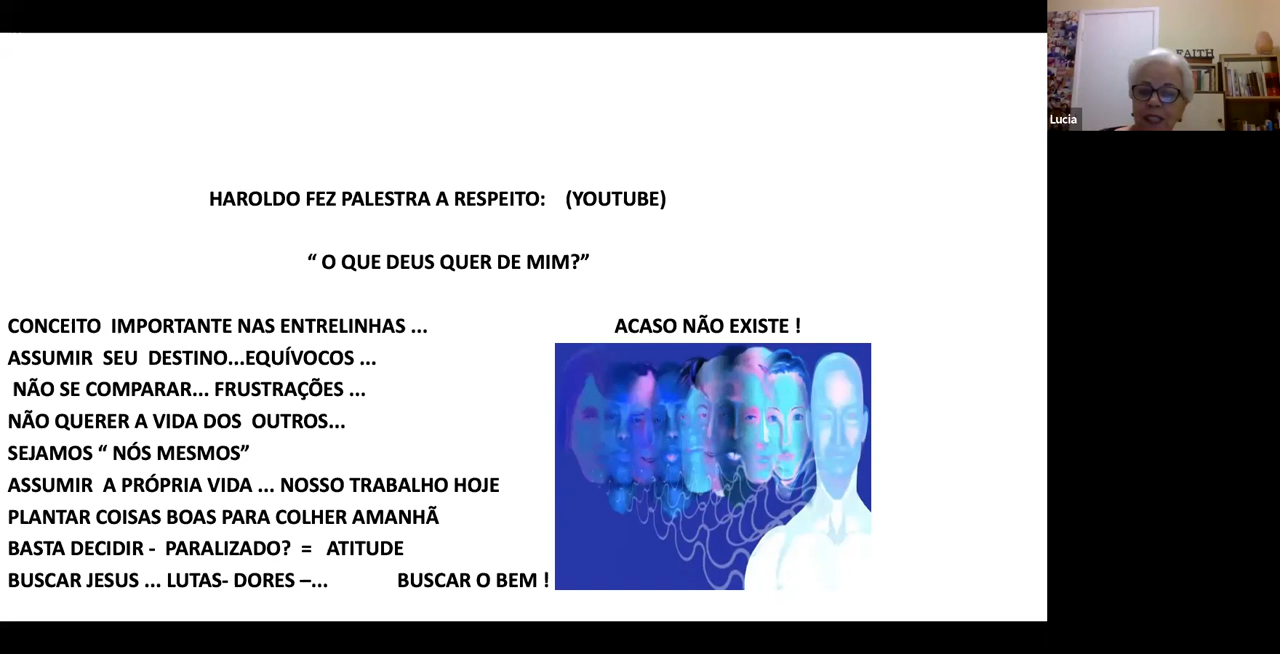 HAROLDO FEZ PALESTRA A RESPEITO: (YOUTUBE)
“ O QUE DEUS QUER DE MIM?”
CONCEITO IMPORTANTE NAS ENTRELINHAS ...
ACASO NÃO EXISTE !
ASSUMIR SEU DESTINO...EQUÍVOCOS ...
NÃO SE COMPARAR... FRUSTRAÇÕES ...
NÃO QUERER A VIDA DOS OUTROS...
SEJAMOS “ NÓS MESMOS”
ASSUMIR A PRÓPRIA VIDA ... NOSSO TRABALHO HOJE
PLANTAR COISAS BOAS PARA COLHER AMANHÃ
BASTA DECIDIR - PARALIZADO? = ATITUDE
BUSCAR JESUS ... LUTAS- DORES –... BUSCAR O BEM !
FAITH
Lucia